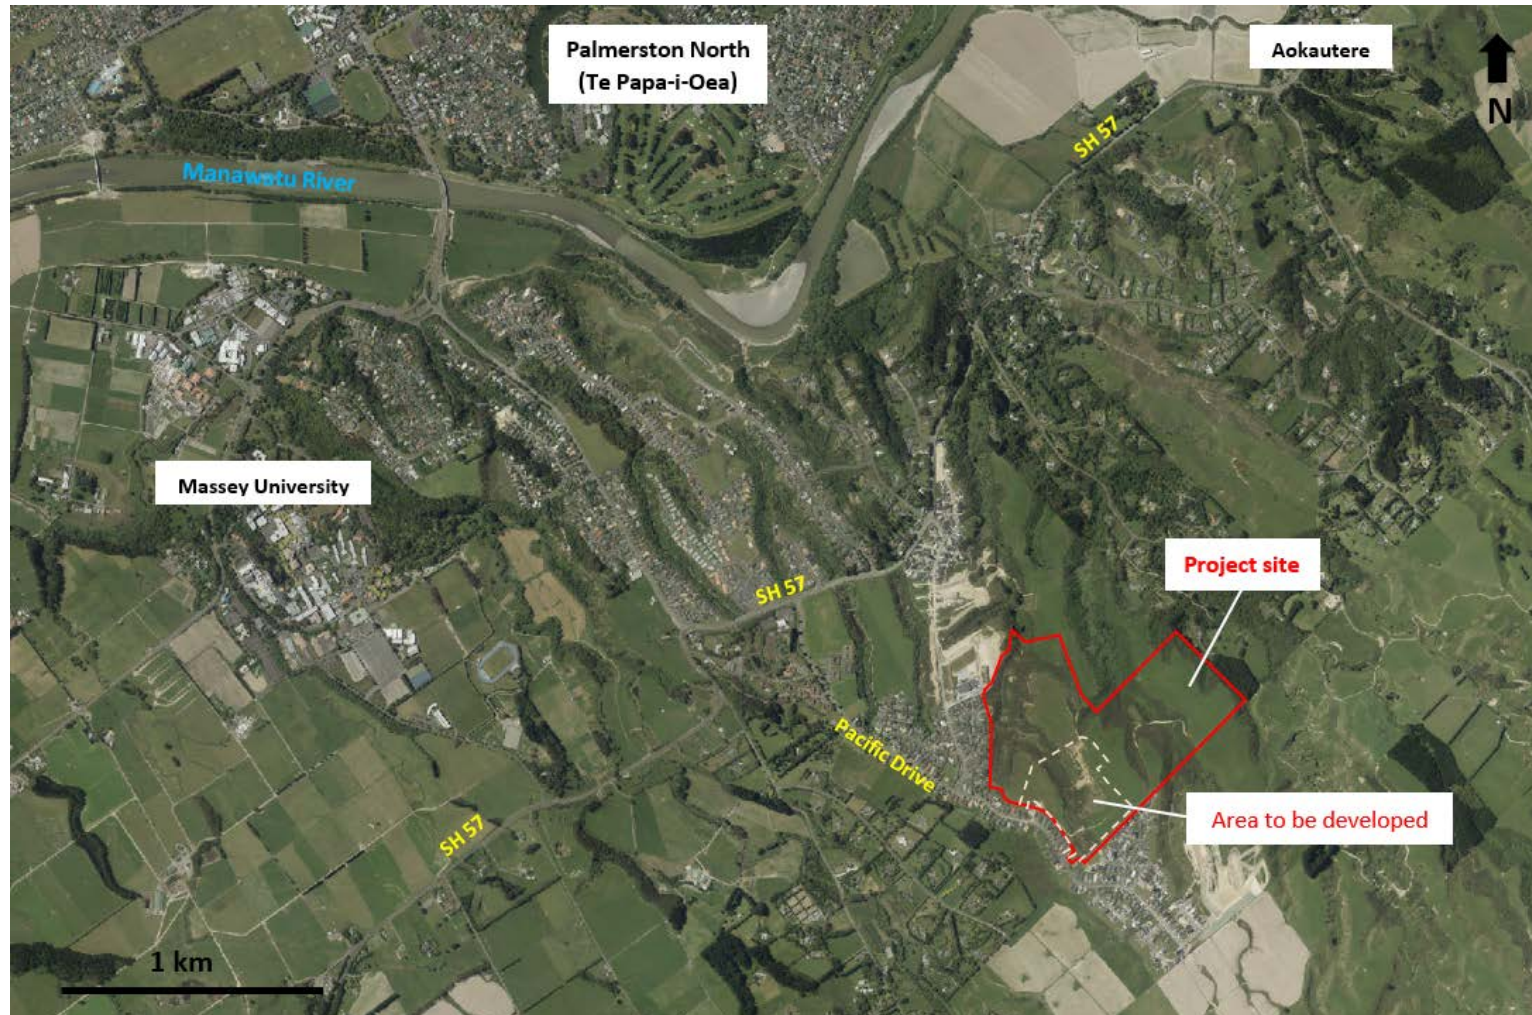 Palmerston North
(Te Papa-i-Oea)
Aokautere
N
SH 57
Manawatu River
Massey University
Project site
SH 57
Pacific Drive
Area to be developed
SH 57
1 km